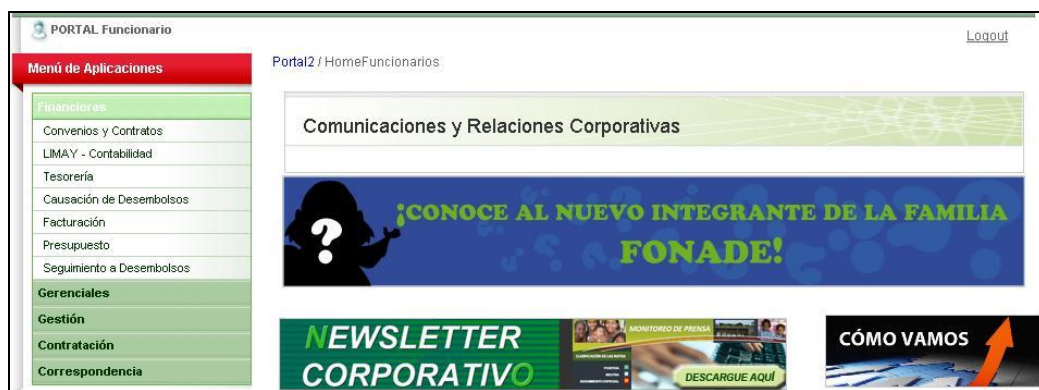 PORTAL Funcionario
Logout
Menú de Aplicaciones
Portal2 / HomeFuncionarios
Financieros
Convenios y Contratos
LIMAY - Contabilidad
Tesorería
Causación de Desembolsos
Facturación
Presupuesto
Seguimiento a Desembolsos
Gerenciales
Gestión
Contratación
Correspondencia
Comunicaciones y Relaciones Corporativas
?
¡CONOCE AL NUEVO INTEGRANTE DE LA FAMILIA
FONADE!
NEWSLETTER
CORPORATIVO
MONITOREO DE PRENSA
DESCARGUE AQUÍ
CÓMO VAMOS